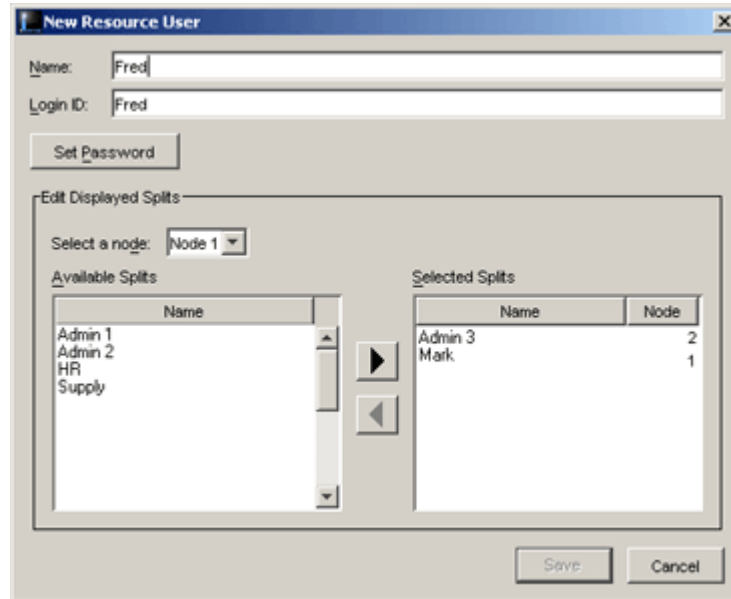 New Resource User
Name: Fred
Login ID: Fred
Set Password
Edit Displayed Splits
Select a node: Node 1
Available Splits
Name
Admin 1
Admin 2
HR
Supply
Selected Splits
Name Node
Admin 3 2
Mark 1
Save Cancel